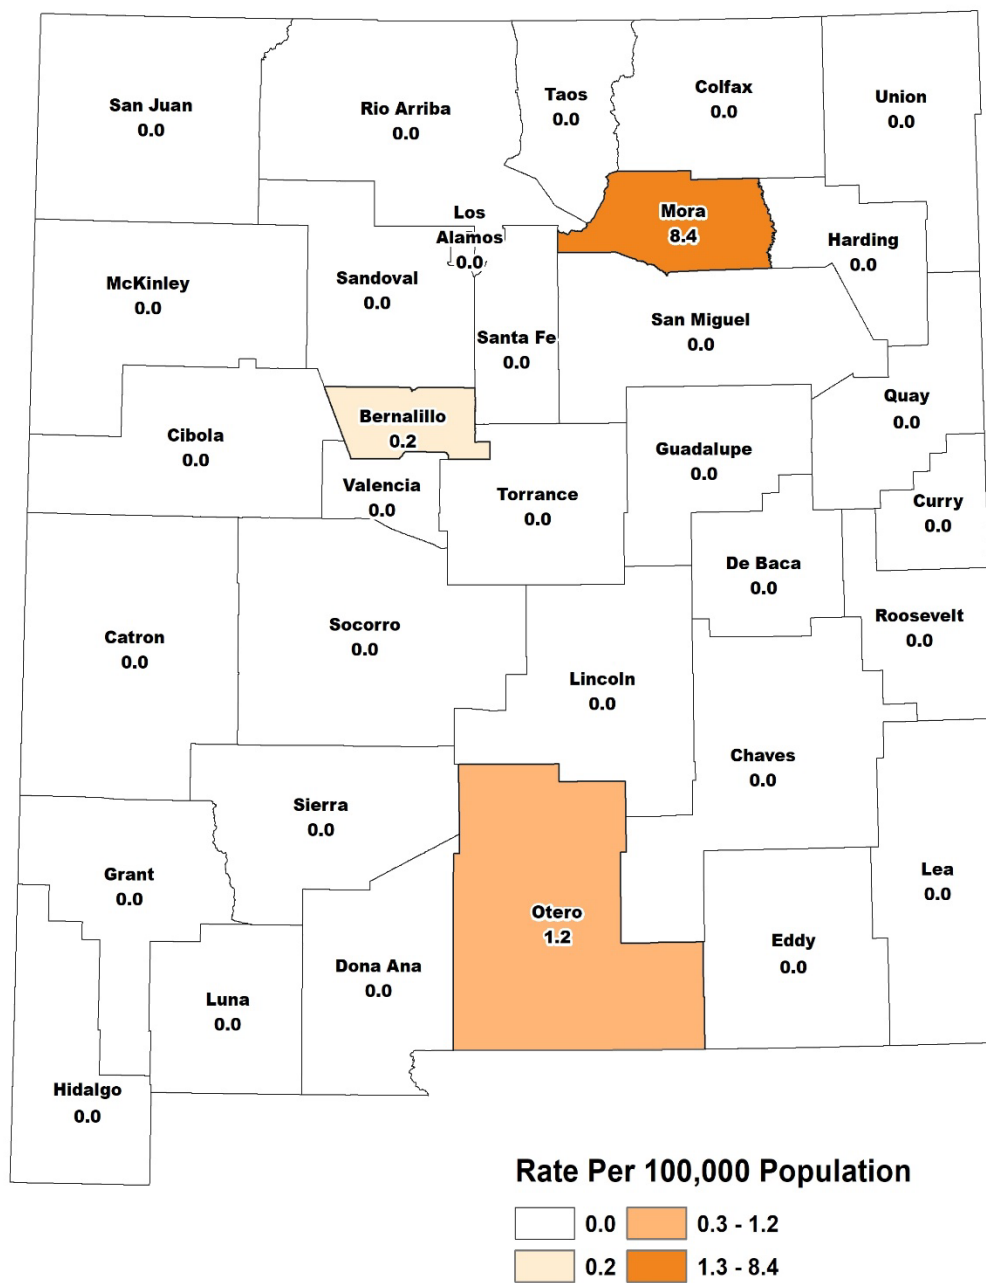 San Juan
0.0
Rio Arriba
0.0
Taos
0.0
Colfax
0.0
Union
0.0
Mora
8.4
Los
Alamos
0.0
Harding
0.0
McKinley
0.0
Sandoval
0.0
Santa Fe
0.0
San Miguel
0.0
Bernalillo
0.2
Quay
0.0
Cibola
0.0
Guadalupe
0.0
Valencia
0.0
Torrance
0.0
Curry
0.0
De Baca
0.0
Catron
0.0
Socorro
0.0
Roosevelt
0.0
Lincoln
0.0
Chaves
0.0
Sierra
0.0
Grant
0.0
Lea
0.0
Otero
1.2
Eddy
0.0
Dona Ana
0.0
Luna
0.0
Hidalgo
0.0
Rate Per 100,000 Population
0.0
0.3 - 1.2
0.2
1.3 - 8.4